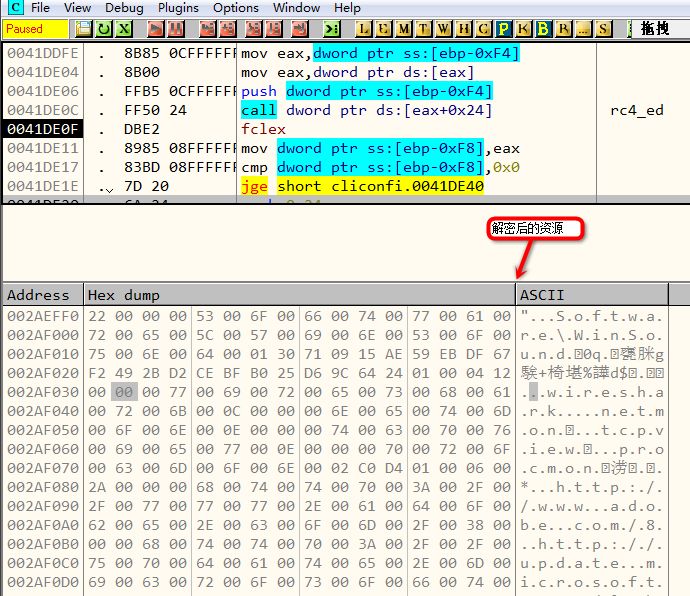 C File View Debug Plugins Options Window Help
Paused L E M T W H C P K B R ... S 拖拽
0041DDFE . 8B85 0CFFFFFF mov eax,dword ptr ss:[ebp-0xF4]
0041DE04 . 8B00 mov eax,dword ptr ds:[eax]
0041DE06 . FFB5 0CFFFFFF push dword ptr ss:[ebp-0xF4]
0041DE0C . FF50 24 call dword ptr ds:[eax+0x24] rc4_ed
0041DE0F . DBE2 fclex
0041DE11 . 8985 08FFFFFF mov dword ptr ss:[ebp-0xF8],eax
0041DE17 . 83BD 08FFFFFF cmp dword ptr ss:[ebp-0xF8],0x0
0041DE1E . 7D 20 jge short cliconfi.0041DE40
解密后的资源
Address Hex dump ASCII
002AEFF0 22 00 00 00 53 00 6F 00 66 00 74 00 77 00 61 00 "...S.o.f.t.w.a.
002AF000 72 00 65 00 5C 00 57 00 69 00 6E 00 53 00 6F 00 r.e.\.W.i.n.S.o.
002AF010 75 00 6E 00 64 00 01 30 71 09 15 AE 59 EB DF 67 u.n.d.
002AF020 F2 49 2B D2 CE BF B0 25 D6 9C 64 24 01 00 04 12
002AF030 00 00 00 77 00 69 00 72 00 65 00 73 00 68 00 61 ...w.i.r.e.s.h.a
002AF040 00 72 00 6B 00 0C 00 00 00 6E 00 65 00 74 00 6D .r.k.....n.e.t.m
002AF050 00 6F 00 6E 00 0E 00 00 00 74 00 63 00 70 00 76 .o.n.
002AF060 00 69 00 65 00 77 00 0E 00 00 00 70 00 72 00 6F .i.e.w.
002AF070 00 63 00 6D 00 6F 00 6E 00 02 C0 D4 01 00 06 00 .c.m.o.n.
002AF080 2A 00 00 00 68 00 74 00 74 00 70 00 3A 00 2F 00 *...h.t.t.p.:./.
002AF090 2F 00 77 00 77 00 77 00 2E 00 61 00 64 00 6F 00 /.w.w.w...a.d.o.
002AF0A0 62 00 65 00 2E 00 63 00 6F 00 6D 00 2F 00 38 00 b.e...c.o.m./.8.
002AF0B0 00 00 68 00 74 00 74 00 70 00 3A 00 2F 00 2F 00 ..h.t.t.p.:././.
002AF0C0 75 00 70 00 64 00 61 00 74 00 65 00 2E 00 6D 00 u.p.d.a.t.e...m.
002AF0D0 69 00 63 00 72 00 6F 00 73 00 6F 00 66 00 74 00 i.c.r.o.s.o.f.t.